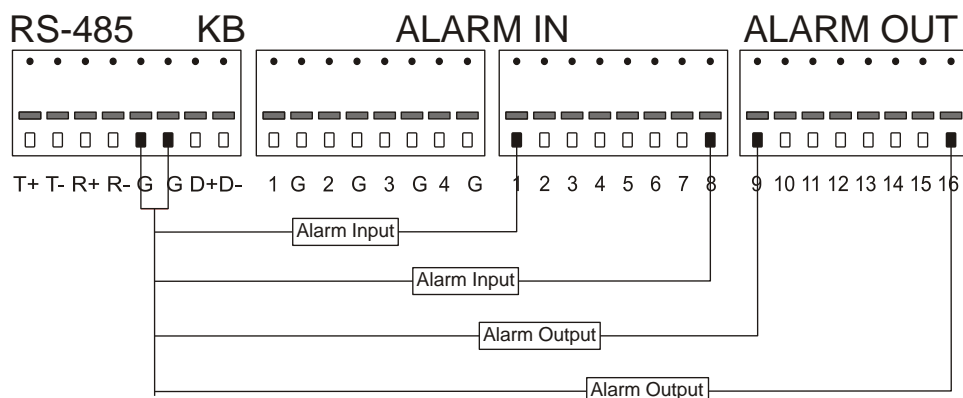 RS-485 KB ALARM IN ALARM OUT
T+ T- R+ R- G G D+ D- 1 G 2 G 3 G 4 G 1 2 3 4 5 6 7 8 9 10 11 12 13 14 15 16
Alarm Input
Alarm Input
Alarm Output
Alarm Output